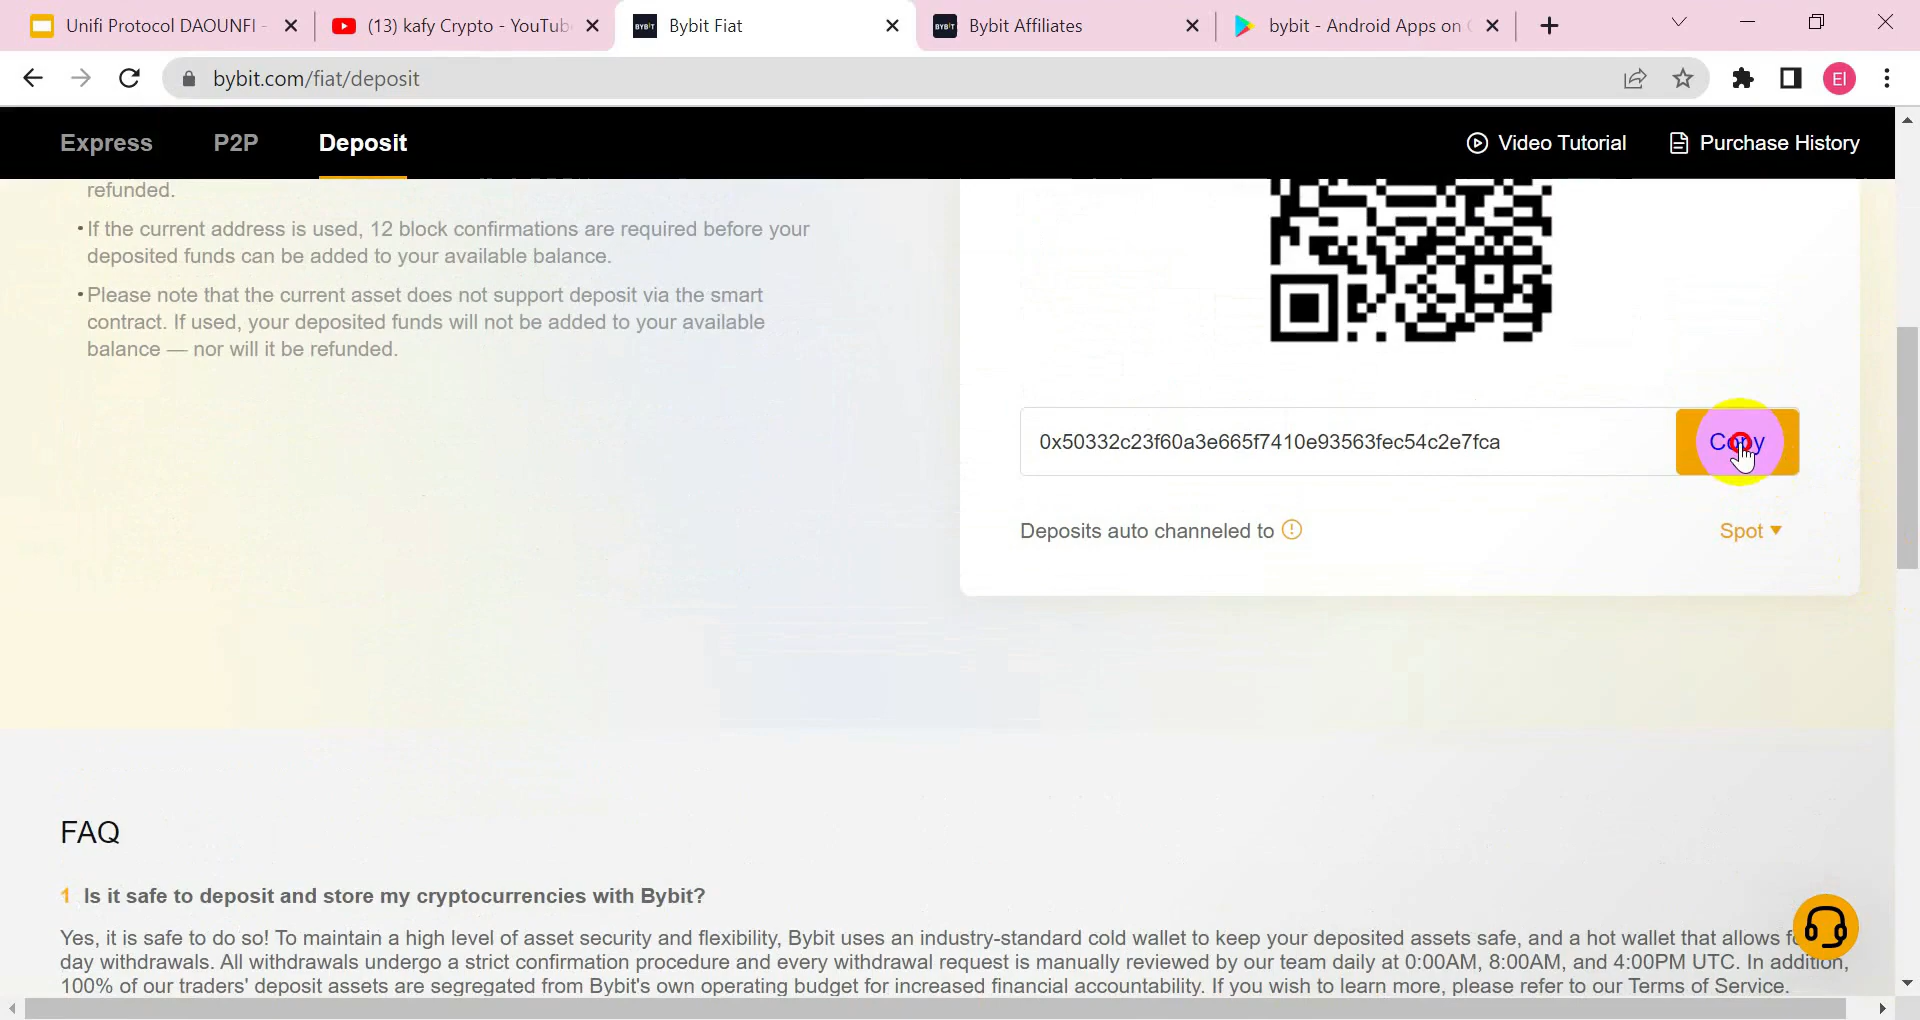 Unifi Protocol DAOUNFI -
(13) kafy Crypto - YouTub
Bybit Fiat
Bybit Affiliates
bybit - Android Apps on
bybit.com/fiat/deposit
EI
Express P2P Deposit Video Tutorial Purchase History
refunded.
• If the current address is used, 12 block confirmations are required before your
deposited funds can be added to your available balance.
• Please note that the current asset does not support deposit via the smart
contract. If used, your deposited funds will not be added to your available
balance — nor will it be refunded.
0x50332c23f60a3e665f7410e93563fec54c2e7fca Copy
Deposits auto channeled to Spot
FAQ
1 Is it safe to deposit and store my cryptocurrencies with Bybit?
Yes, it is safe to do so! To maintain a high level of asset security and flexibility, Bybit uses an industry-standard cold wallet to keep your deposited assets safe, and a hot wallet that allows
day withdrawals. All withdrawals undergo a strict confirmation procedure and every withdrawal request is manually reviewed by our team daily at 0:00AM, 8:00AM, and 4:00PM UTC. In addition,
100% of our traders' deposit assets are segregated from Bybit's own operating budget for increased financial accountability. If you wish to learn more, please refer to our Terms of Service.